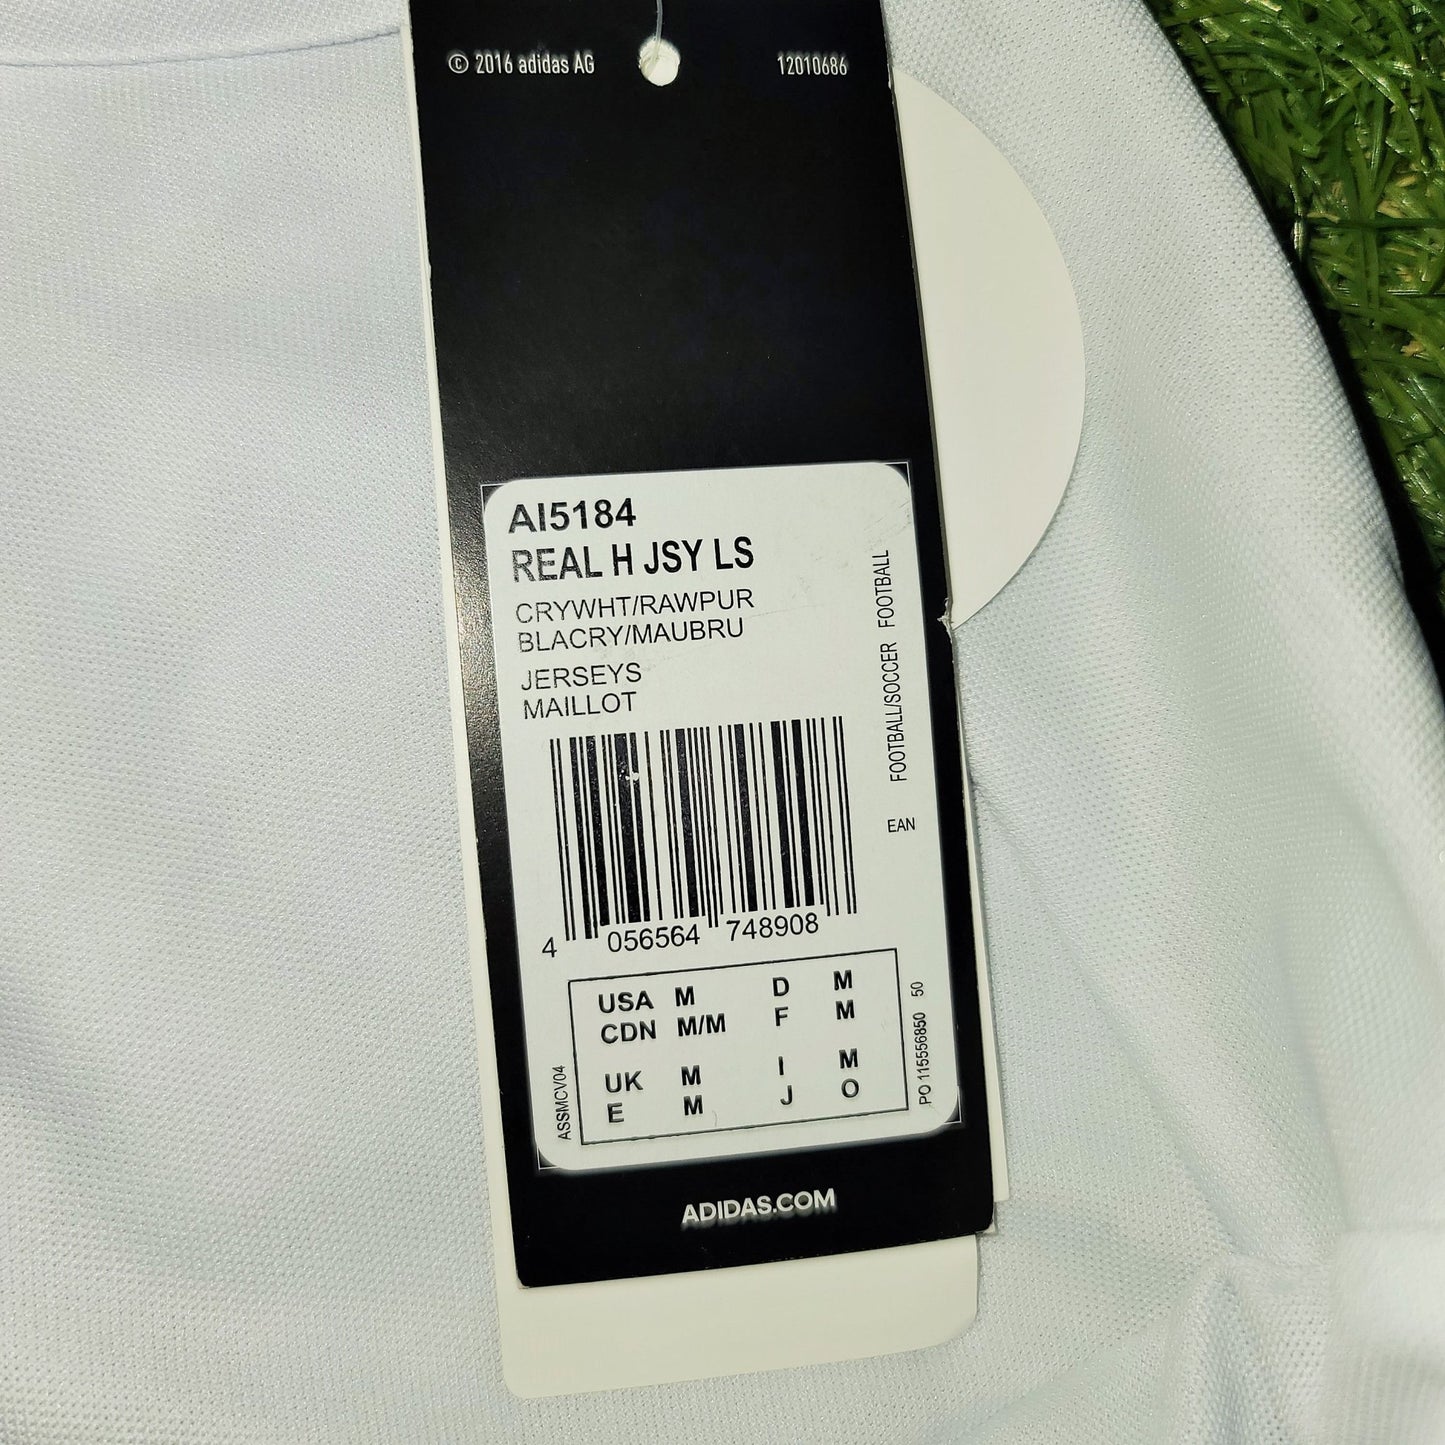 © 2016 adidas AG 12010686
AI5184
REAL H JSY LS
CRYWHT/RAWPUR
BLACRY/MAUBRU
JERSEYS
MAILLOT
FOOTBALL/SOCCER FOOTBALL
EAN
4 056564 748908
USA M D M
CDN M/M F M
UK M I M
E M J O
ASSMCV04
PO 115556850 50
ADIDAS.COM